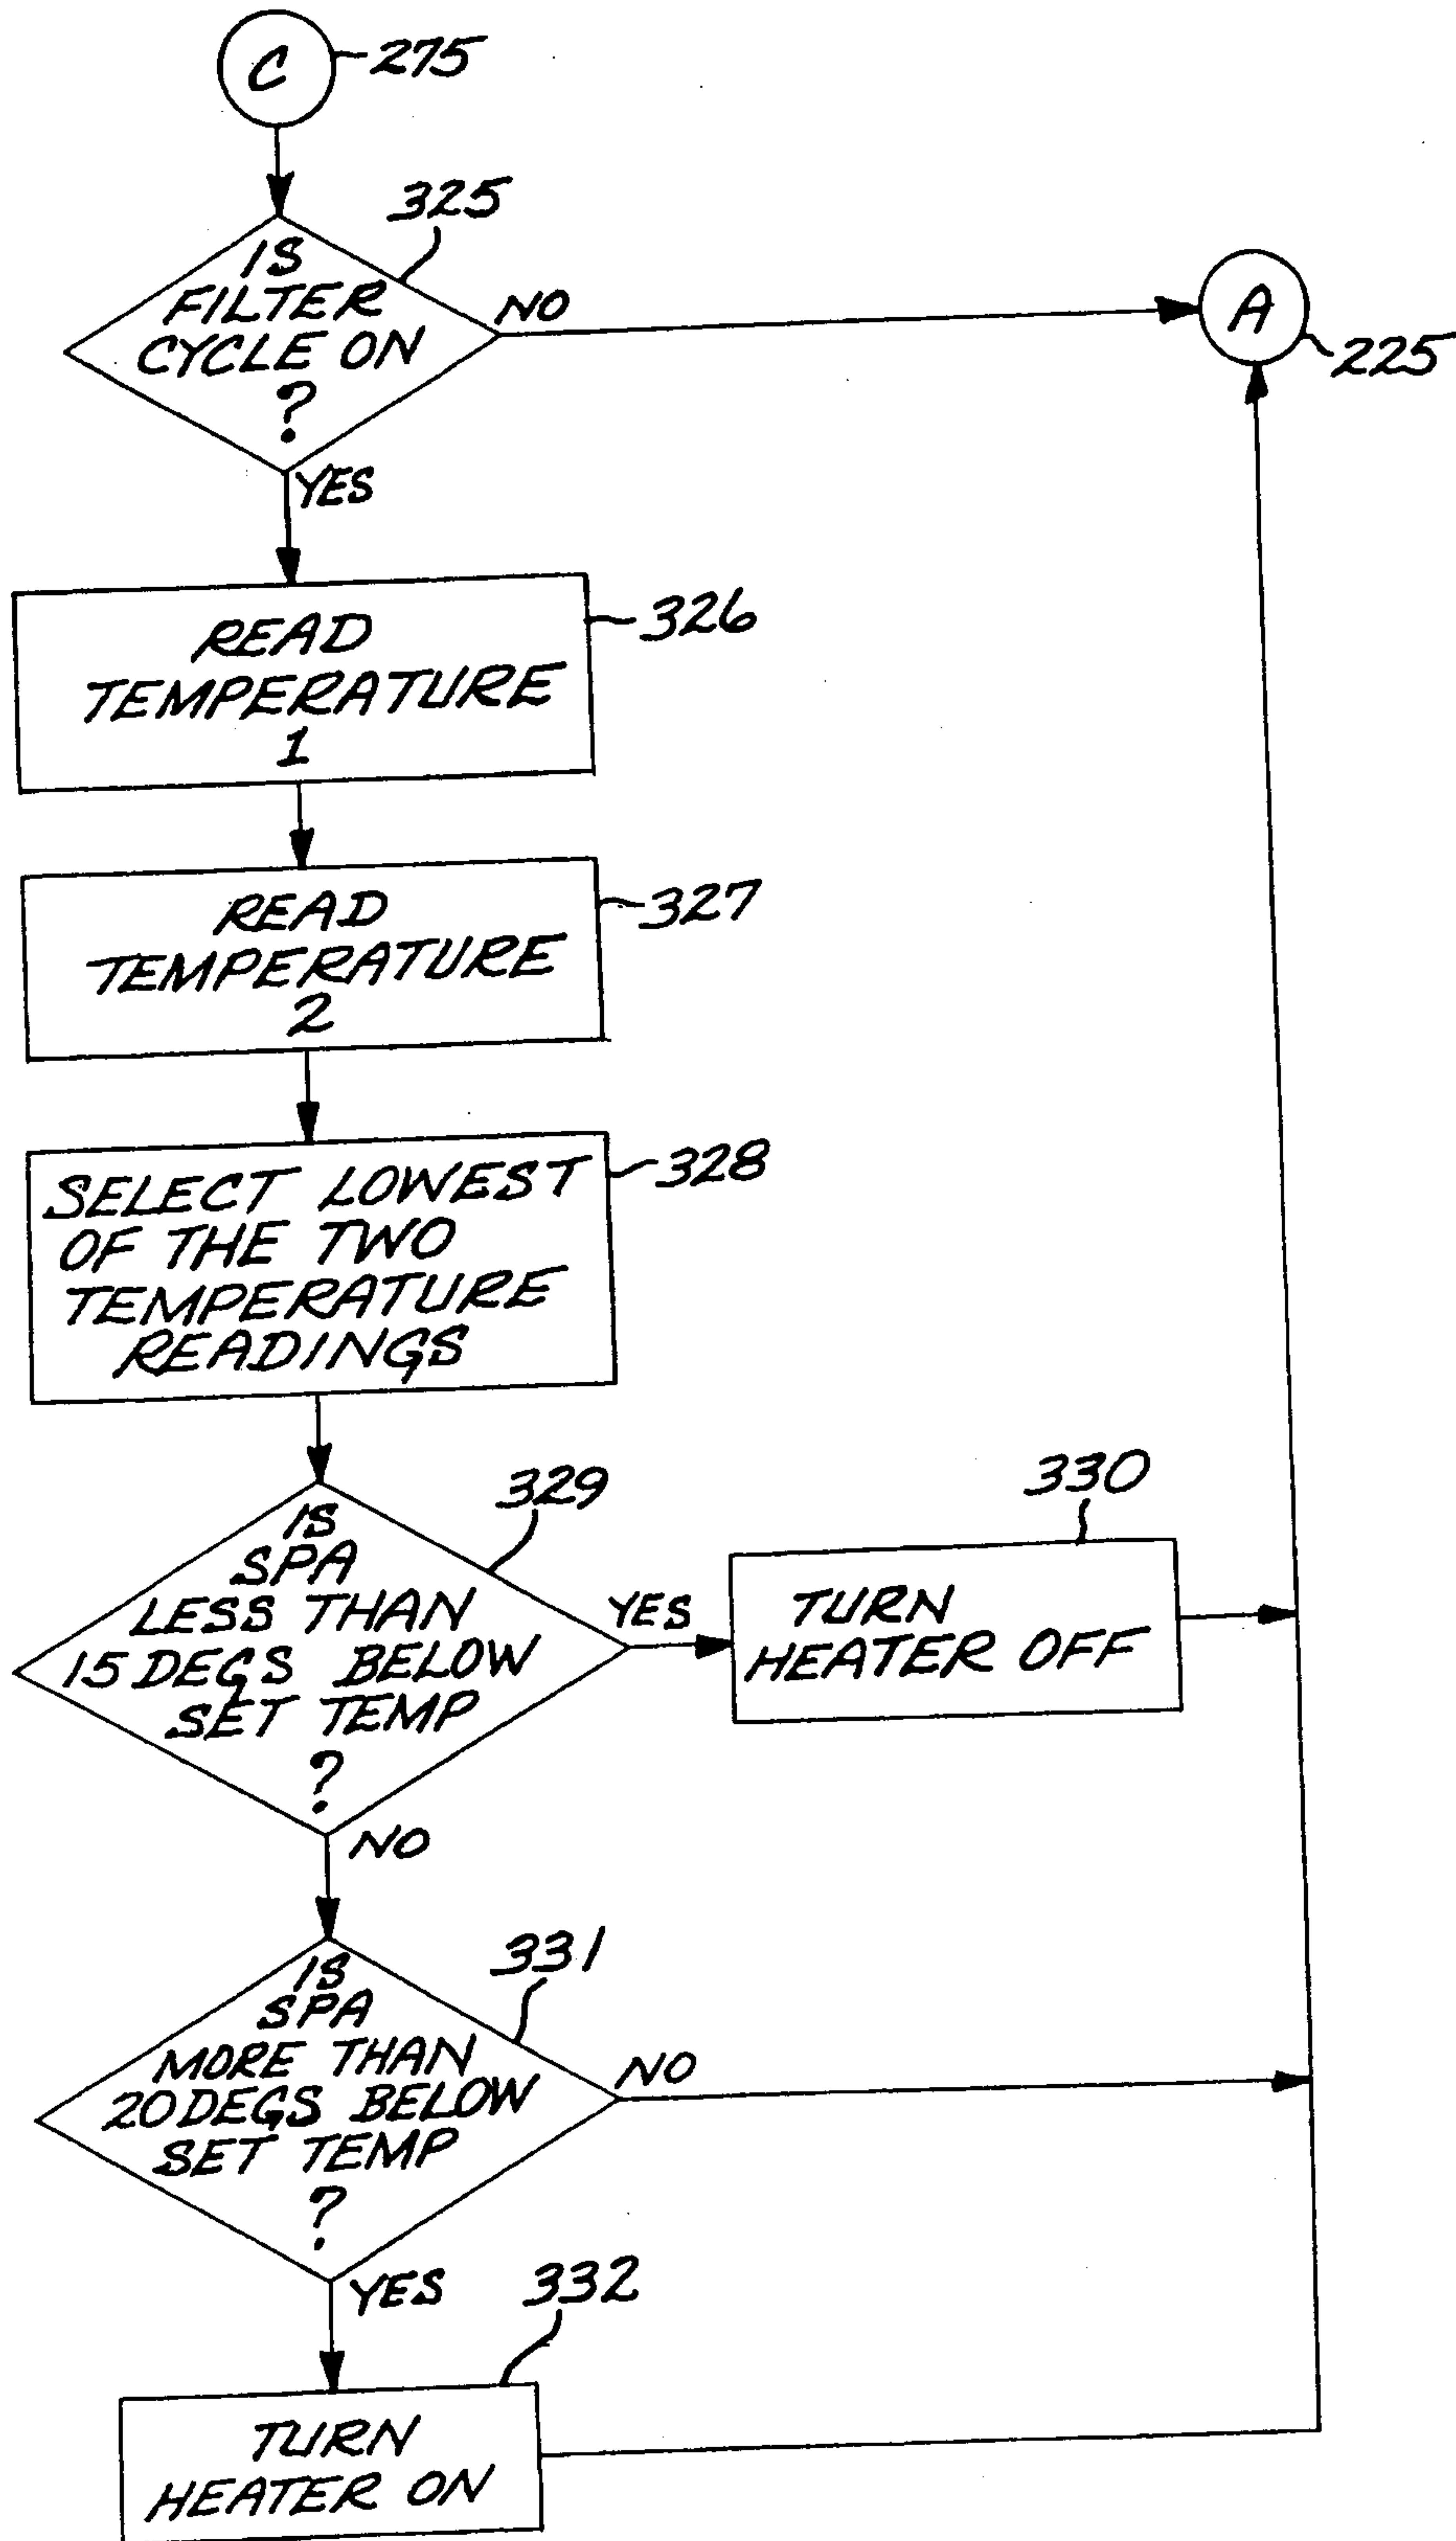 C
275
325
IS
FILTER
CYCLE ON
?
NO
A
225
YES
READ
TEMPERATURE
1
326
READ
TEMPERATURE
2
327
SELECT LOWEST
OF THE TWO
TEMPERATURE
READINGS
328
329
IS
SPA
LESS THAN
15 DEGS BELOW
SET TEMP
?
YES
330
TURN
HEATER OFF
NO
331
IS
SPA
MORE THAN
20 DEGS BELOW
SET TEMP
?
NO
YES
332
TURN
HEATER ON